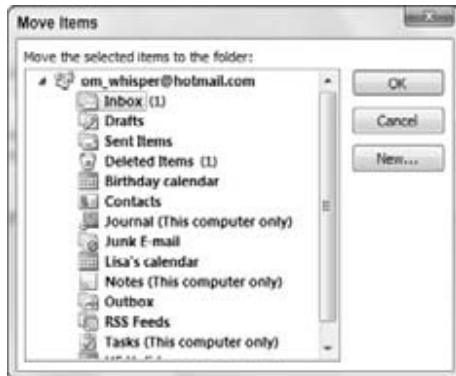 Move Items
Move the selected items to the folder:
om_whisper@hotmail.com
Inbox (1)
Drafts
Sent Items
Deleted Items (1)
Birthday calendar
Contacts
Journal (This computer only)
Junk E-mail
Lisa's calendar
Notes (This computer only)
Outbox
RSS Feeds
Tasks (This computer only)
OK
Cancel
New...